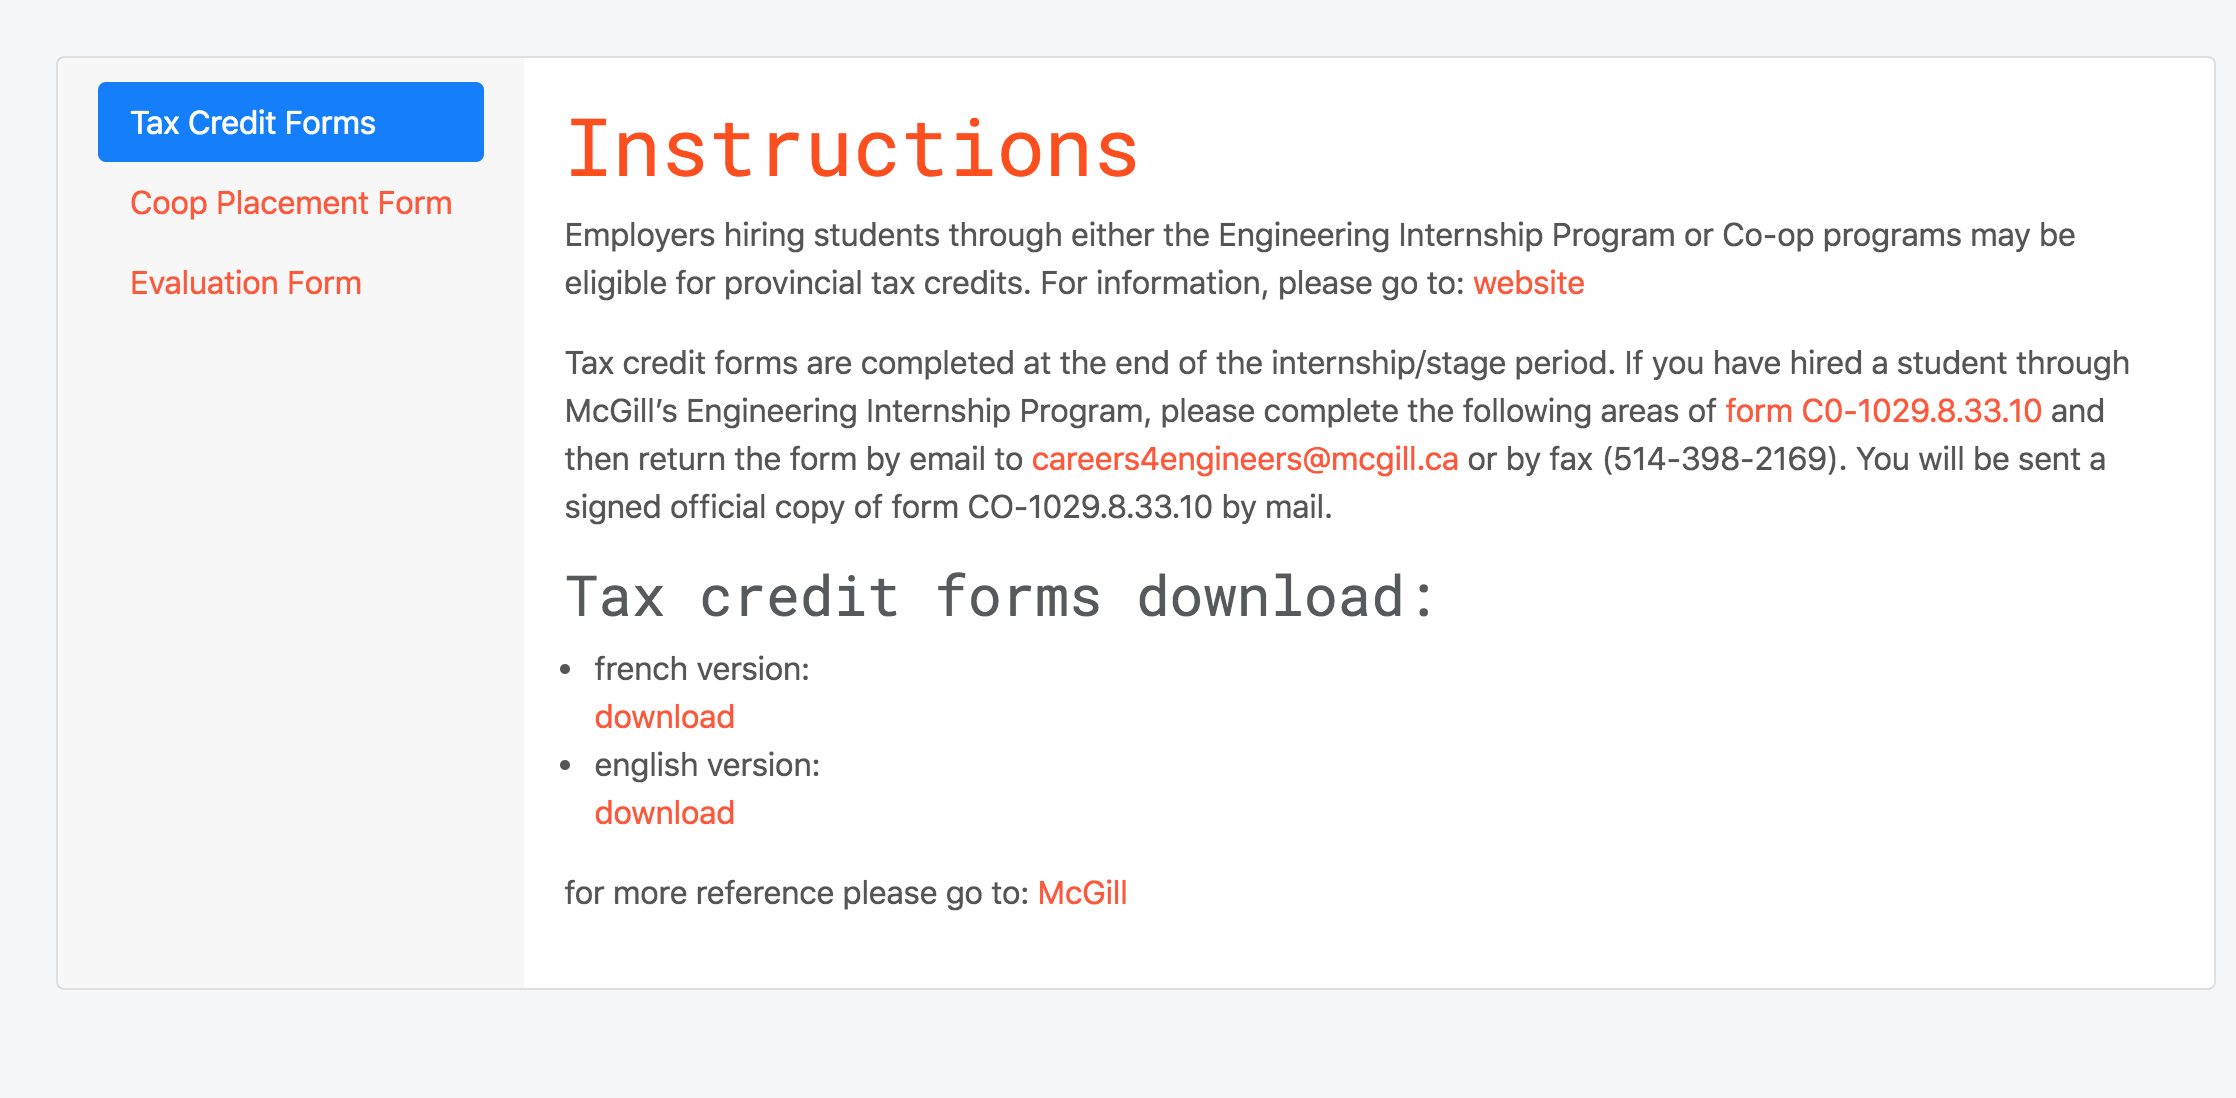 Tax Credit Forms
Coop Placement Form
Evaluation Form
Instructions
Employers hiring students through either the Engineering Internship Program or Co-op programs may be
eligible for provincial tax credits. For information, please go to: website
Tax credit forms are completed at the end of the internship/stage period. If you have hired a student through
McGill’s Engineering Internship Program, please complete the following areas of form C0-1029.8.33.10 and
then return the form by email to careers4engineers@mcgill.ca or by fax (514-398-2169). You will be sent a
signed official copy of form CO-1029.8.33.10 by mail.
Tax credit forms download:
• french version:
download
• english version:
download
for more reference please go to: McGill